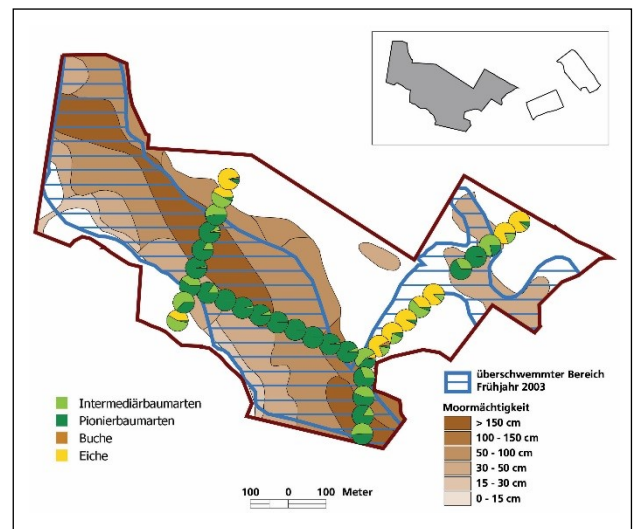 Intermediärbaumarten
Pionierbaumarten
Buche
Eiche
100 0 100 Meter
überschwemmter Bereich
Frühjahr 2003
Moormächtigkeit
> 150 cm
100 - 150 cm
50 - 100 cm
30 - 50 cm
15 - 30 cm
0 - 15 cm